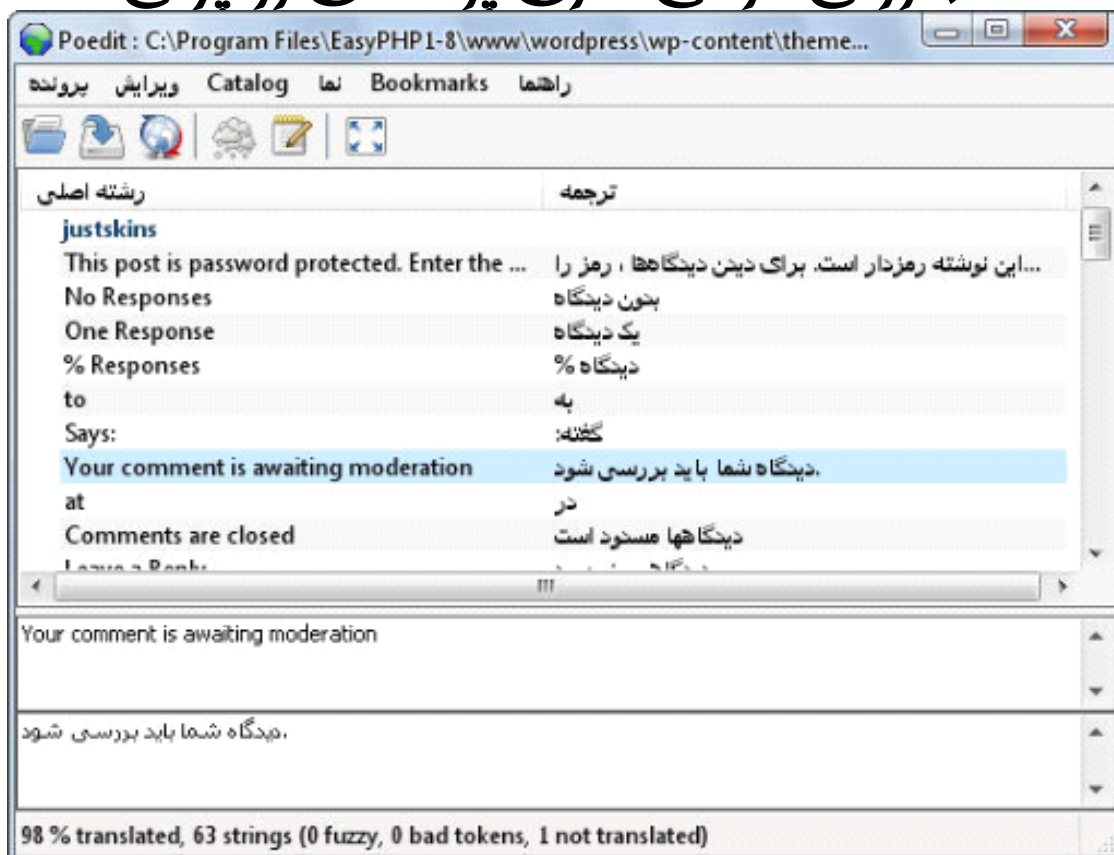 Poedit : C:\Program Files\EasyPHP1-8\www\wordpress\wp-content\theme...
پرونده ویرایش Catalog نما Bookmarks راهنما
رشته اصلی ترجمه
justskins
This post is password protected. Enter the ... این نوشته رمزدار است. برای دیدن دیدگاهها ، رمز را...
No Responses بدون دیدگاه
One Response یک دیدگاه
% Responses % دیدگاه
to به
Says: گفته:
Your comment is awaiting moderation دیدگاه شما باید بررسی شود.
at در
Comments are closed دیدگاهها مسدود است
Leave a Reply
Your comment is awaiting moderation
دیدگاه شما باید بررسی شود.
98 % translated, 63 strings (0 fuzzy, 0 bad tokens, 1 not translated)